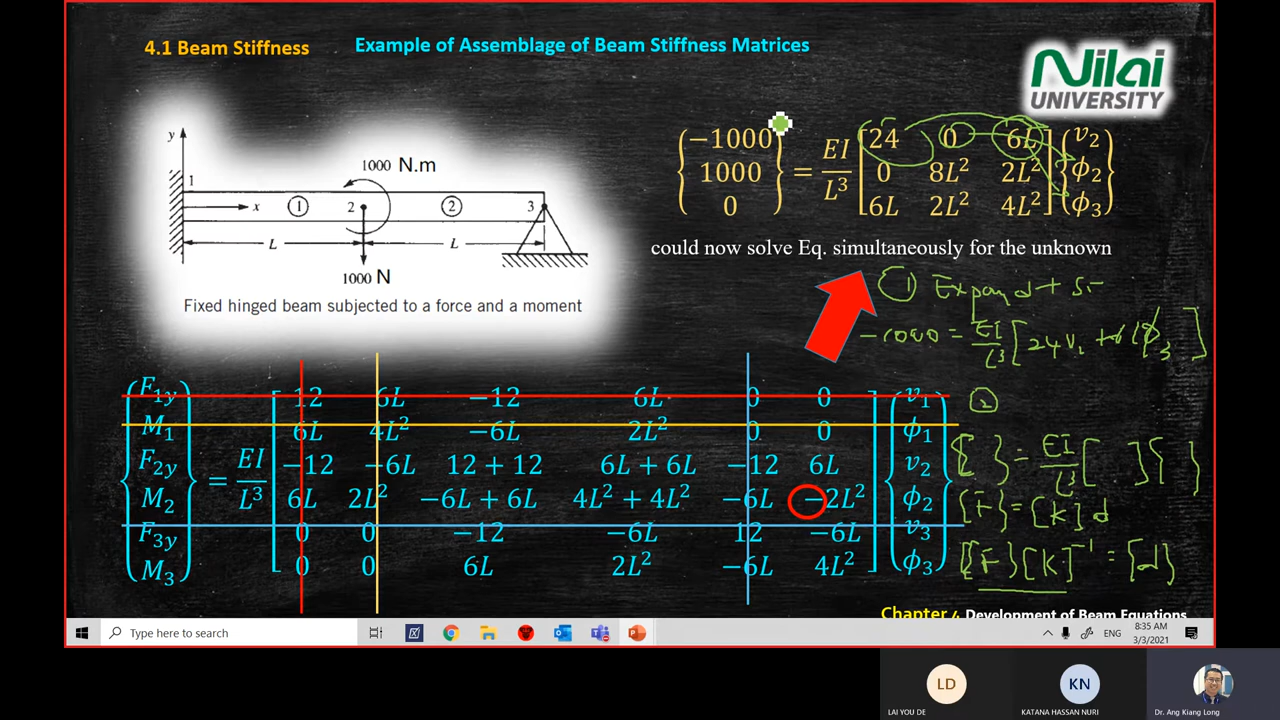 4.1 Beam Stiffness
Example of Assemblage of Beam Stiffness Matrices
Nilai
UNIVERSITY
y
1000 N.m
1
x
①
2
②
3
L
L
1000 N
Fixed hinged beam subjected to a force and a moment
−1000 24 0 6L v₂
1000 = EI/L³ 0 8L² 2L² ϕ₂
0 6L 2L² 4L² ϕ₃
could now solve Eq. simultaneously for the unknown
① Expand +
−1000 = EI/L³ [24v₂ + 6 ϕ₃ ]
②
{ } = EI/L³ [ ] { }
{F} = [K] d
{F}[K]⁻¹ = {d}
F₁y 12 6L −12 6L 0 0 v₁
M₁ 6L 4L² −6L 2L² 0 0 ϕ₁
F₂y = EI/L³ −12 −6L 12 + 12 6L + 6L −12 6L v₂
M₂ 6L 2L² −6L + 6L 4L² + 4L² −6L −2L² ϕ₂
F₃y 0 0 −12 −6L 12 −6L v₃
M₃ 0 0 6L 2L² −6L 4L² ϕ₃
Chapter 4 Development of Beam Equations
Type here to search
ENG
8:35 AM
3/3/2021
LD
KN
LAI YOU DE
KATANA HASSAN NURI
Dr. Ang Kiang Long